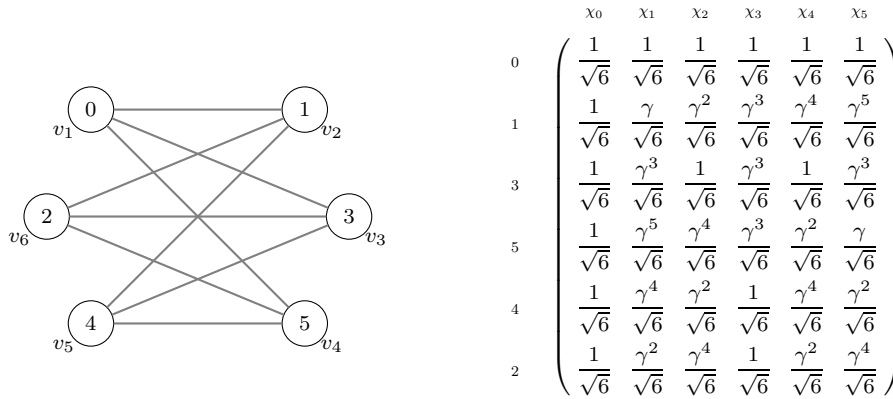 χ₀ χ₁ χ₂ χ₃ χ₄ χ₅
0 1/√6 1/√6 1/√6 1/√6 1/√6 1/√6
0 1
v₁ v₂
1 1/√6 γ/√6 γ²/√6 γ³/√6 γ⁴/√6 γ⁵/√6
3 1/√6 γ³/√6 1/√6 γ³/√6 1/√6 γ³/√6
2 3
v₆ v₃
5 1/√6 γ⁵/√6 γ⁴/√6 γ³/√6 γ²/√6 γ/√6
4 5
v₅ v₄
4 1/√6 γ⁴/√6 γ²/√6 1/√6 γ⁴/√6 γ²/√6
2 1/√6 γ²/√6 γ⁴/√6 1/√6 γ²/√6 γ⁴/√6